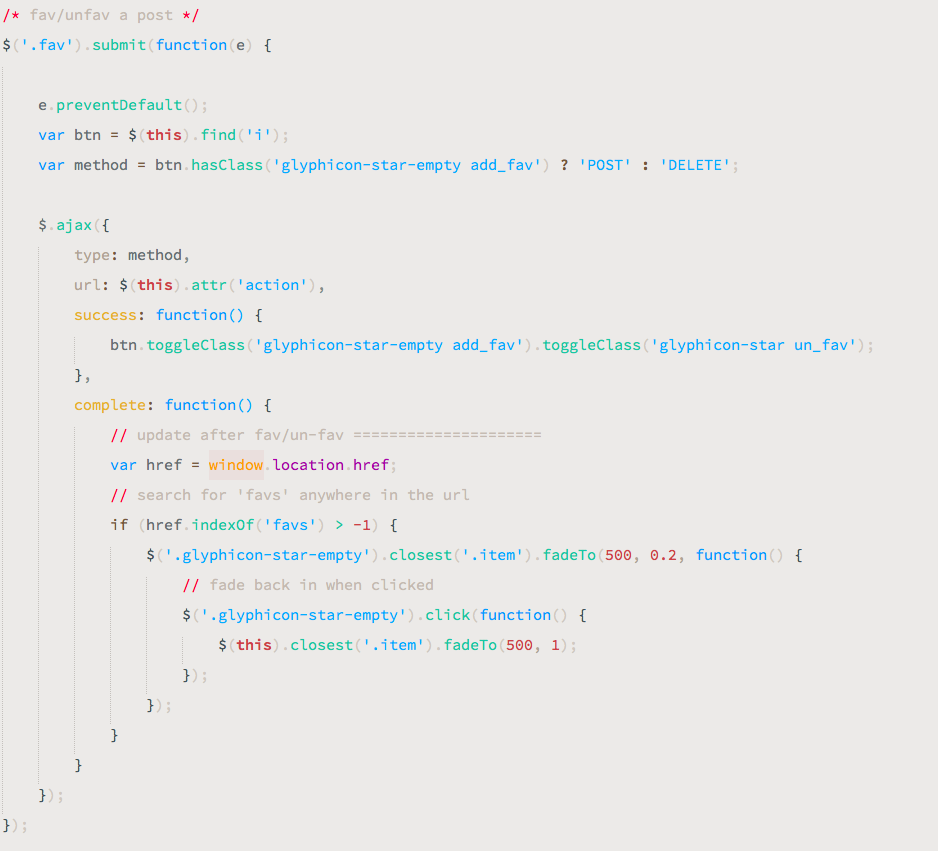 /* fav/unfav a post */
$('.fav').submit(function(e) {
e.preventDefault();
var btn = $(this).find('i');
var method = btn.hasClass('glyphicon-star-empty add_fav') ? 'POST' : 'DELETE';
$.ajax({
type: method,
url: $(this).attr('action'),
success: function() {
btn.toggleClass('glyphicon-star-empty add_fav').toggleClass('glyphicon-star un_fav');
},
complete: function() {
// update after fav/un-fav =====================
var href = window.location.href;
// search for 'favs' anywhere in the url
if (href.indexOf('favs') > -1) {
$('.glyphicon-star-empty').closest('.item').fadeTo(500, 0.2, function() {
// fade back in when clicked
$('.glyphicon-star-empty').click(function() {
$(this).closest('.item').fadeTo(500, 1);
});
});
}
}
});
});